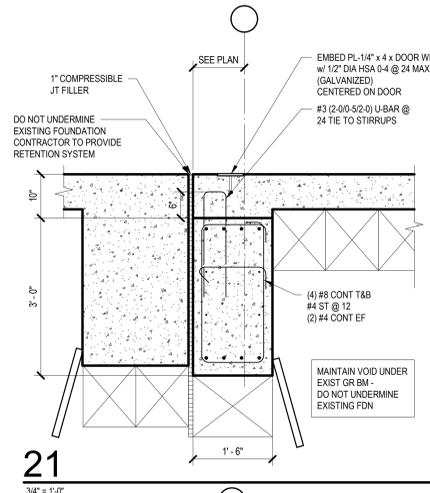 SEE PLAN
EMBED PL-1/4" x 4 x DOOR
w/ 1/2" DIA HSA 0-4 @ 24 MAX
(GALVANIZED)
CENTERED ON DOOR
1" COMPRESSIBLE
JT FILLER
#3 (2-0/0-5/2-0) U-BAR @
24 TIE TO STIRRUPS
DO NOT UNDERMINE
EXISTING FOUNDATION
CONTRACTOR TO PROVIDE
RETENTION SYSTEM
10"
6"
3' - 0"
(4) #8 CONT T&B
#4 ST @ 12
(2) #4 CONT EF
MAINTAIN VOID UNDER
EXIST GR BM -
DO NOT UNDERMINE
EXISTING FDN
1' - 6"
21
3/4" = 1'-0"